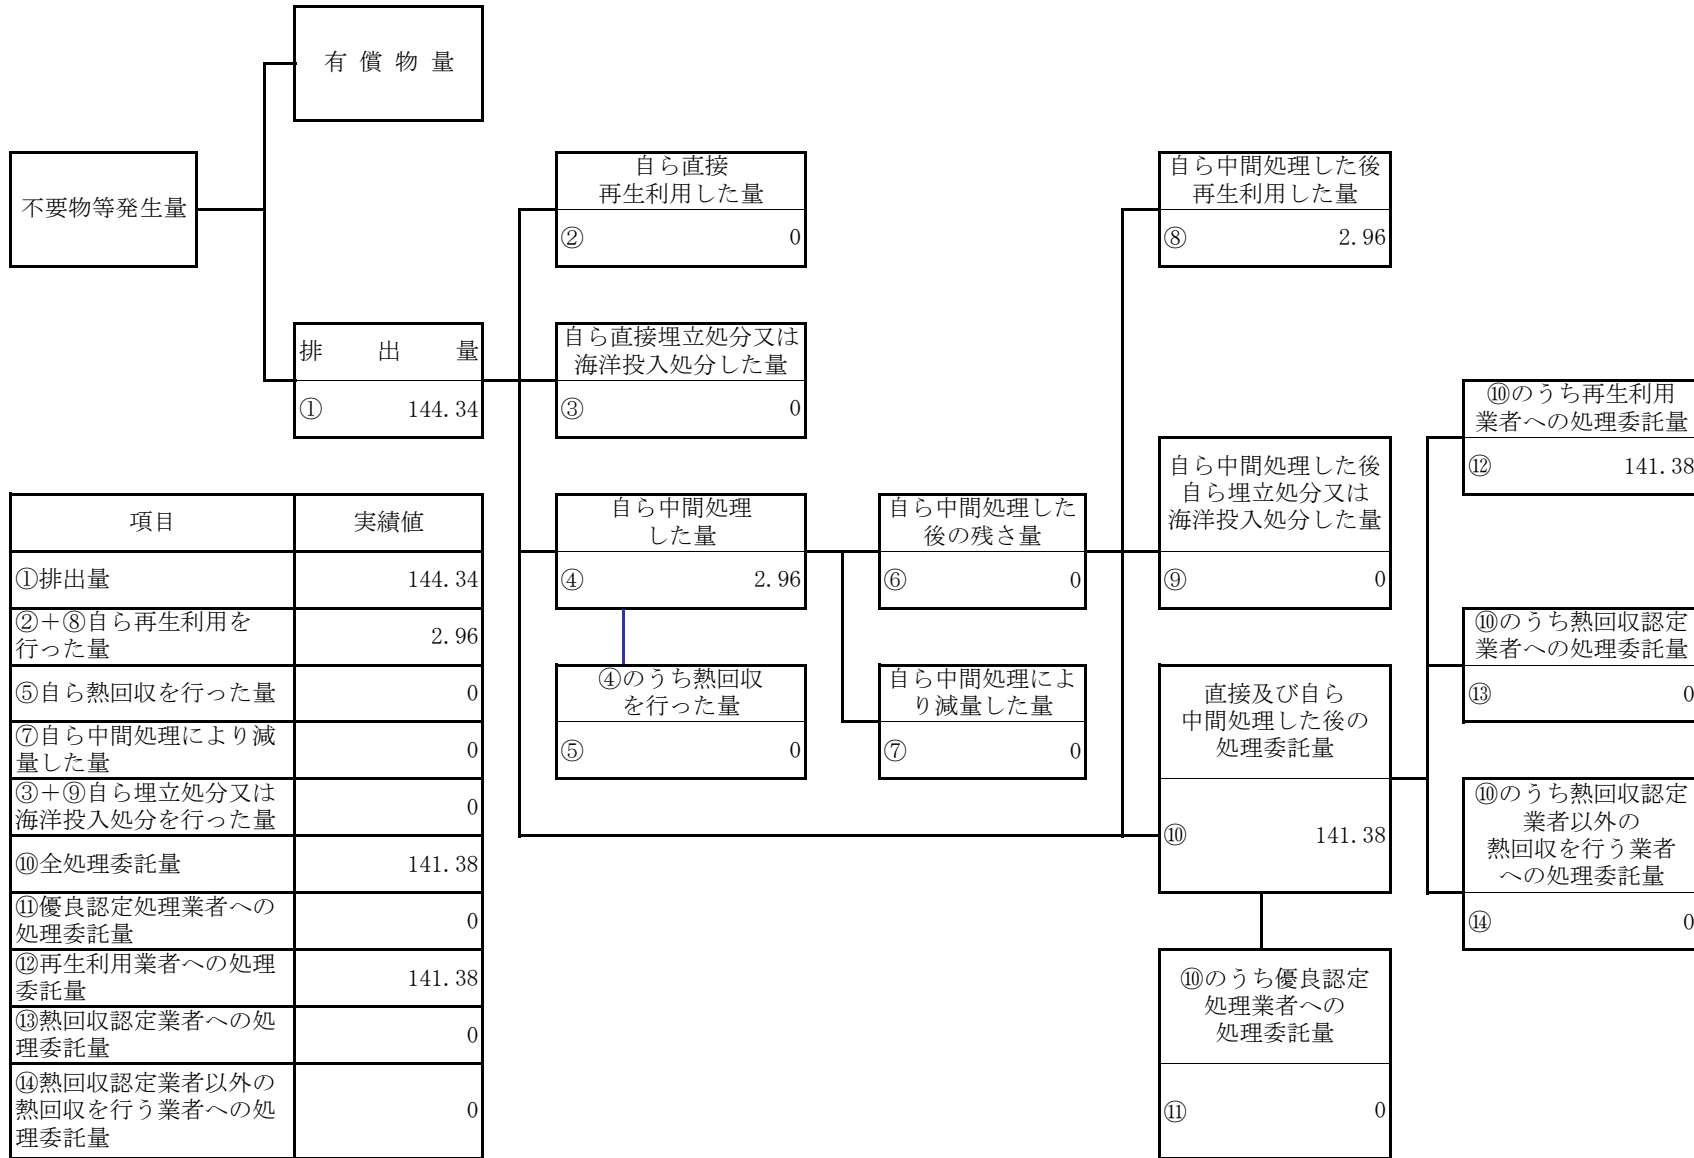 有 償 物 量
不要物等発生量
排 出 量
① 144.34
自ら直接
再生利用した量
② 0
自ら直接埋立処分又は
海洋投入処分した量
③ 0
自ら中間処理
した量
④ 2.96
④のうち熱回収
を行った量
⑤ 0
自ら中間処理した
後の残さ量
⑥ 0
自ら中間処理によ
り減量した量
⑦ 0
自ら中間処理した後
再生利用した量
⑧ 2.96
自ら中間処理した後
自ら埋立処分又は
海洋投入処分した量
⑨ 0
直接及び自ら
中間処理した後の
処理委託量
⑩ 141.38
⑩のうち優良認定
処理業者への
処理委託量
⑪ 0
⑩のうち再生利用
業者への処理委託量
⑫ 141.38
⑩のうち熱回収認定
業者への処理委託量
⑬ 0
⑩のうち熱回収認定
業者以外の
熱回収を行う業者
への処理委託量
⑭ 0
項目 実績値
①排出量 144.34
②＋⑧自ら再生利用を
行った量 2.96
⑤自ら熱回収を行った量 0
⑦自ら中間処理により減
量した量 0
③＋⑨自ら埋立処分又は
海洋投入処分を行った量 0
⑩全処理委託量 141.38
⑪優良認定処理業者への
処理委託量 0
⑫再生利用業者への処理
委託量 141.38
⑬熱回収認定業者への処
理委託量 0
⑭熱回収認定業者以外の
熱回収を行う業者への処
理委託量 0